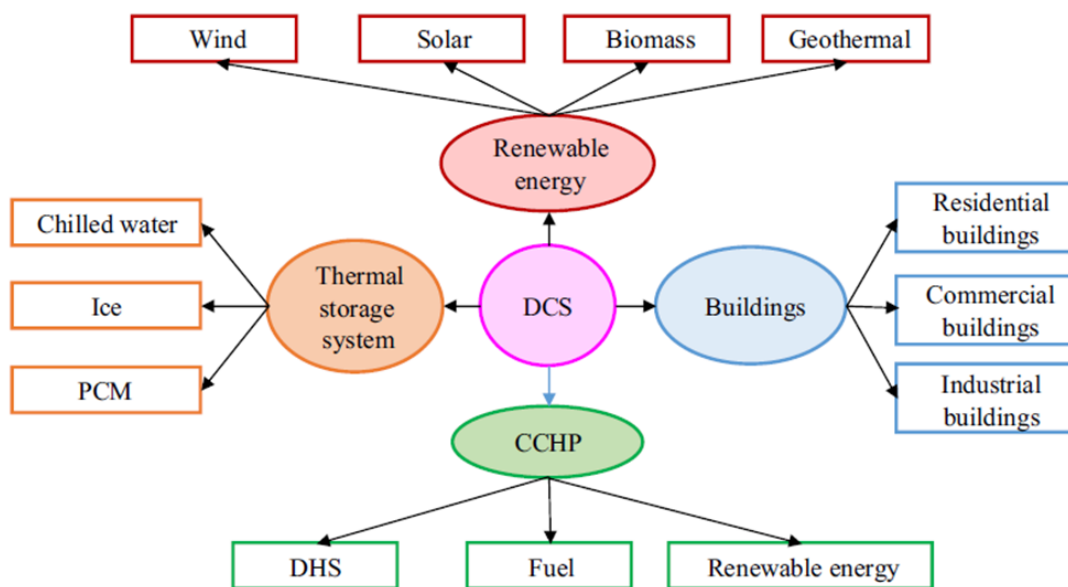 Wind
Solar
Biomass
Geothermal
Renewable
energy
Chilled water
Ice
PCM
Thermal
storage
system
DCS
Buildings
Residential
buildings
Commercial
buildings
Industrial
buildings
CCHP
DHS
Fuel
Renewable energy